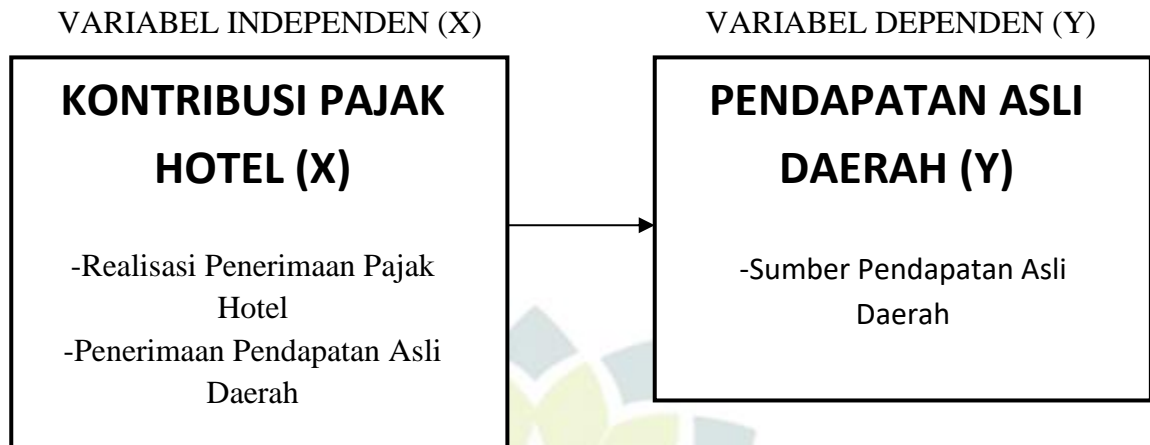 VARIABEL INDEPENDEN (X)
KONTRIBUSI PAJAK
HOTEL (X)
-Realisasi Penerimaan Pajak
Hotel
-Penerimaan Pendapatan Asli
Daerah
VARIABEL DEPENDEN (Y)
PENDAPATAN ASLI
DAERAH (Y)
-Sumber Pendapatan Asli
Daerah